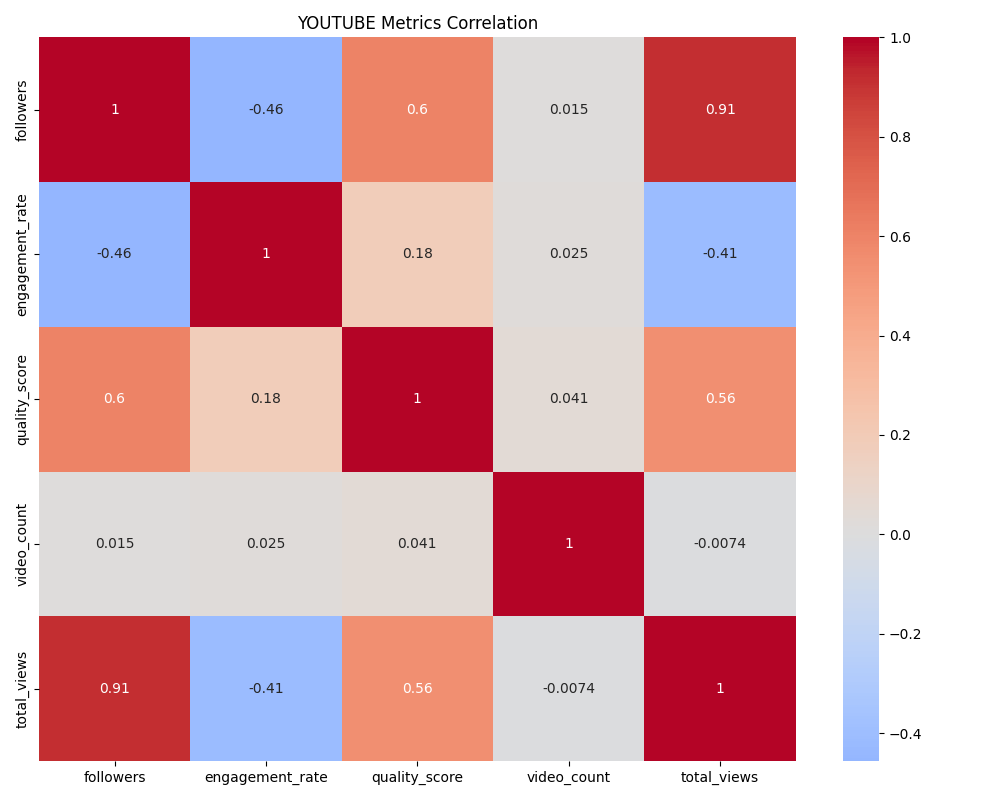 YOUTUBE Metrics Correlation
followers
1 -0.46 0.6 0.015 0.91
engagement_rate
-0.46 1 0.18 0.025 -0.41
quality_score
0.6 0.18 1 0.041 0.56
video_count
0.015 0.025 0.041 1 -0.0074
total_views
0.91 -0.41 0.56 -0.0074 1
followers engagement_rate quality_score video_count total_views
1.0
0.8
0.6
0.4
0.2
0.0
−0.2
−0.4